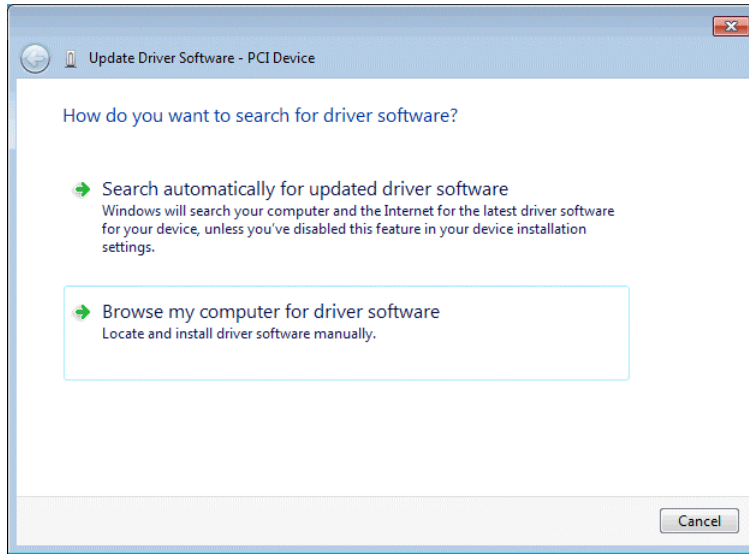 Update Driver Software - PCI Device
How do you want to search for driver software?
Search automatically for updated driver software
Windows will search your computer and the Internet for the latest driver software
for your device, unless you've disabled this feature in your device installation
settings.
Browse my computer for driver software
Locate and install driver software manually.
Cancel